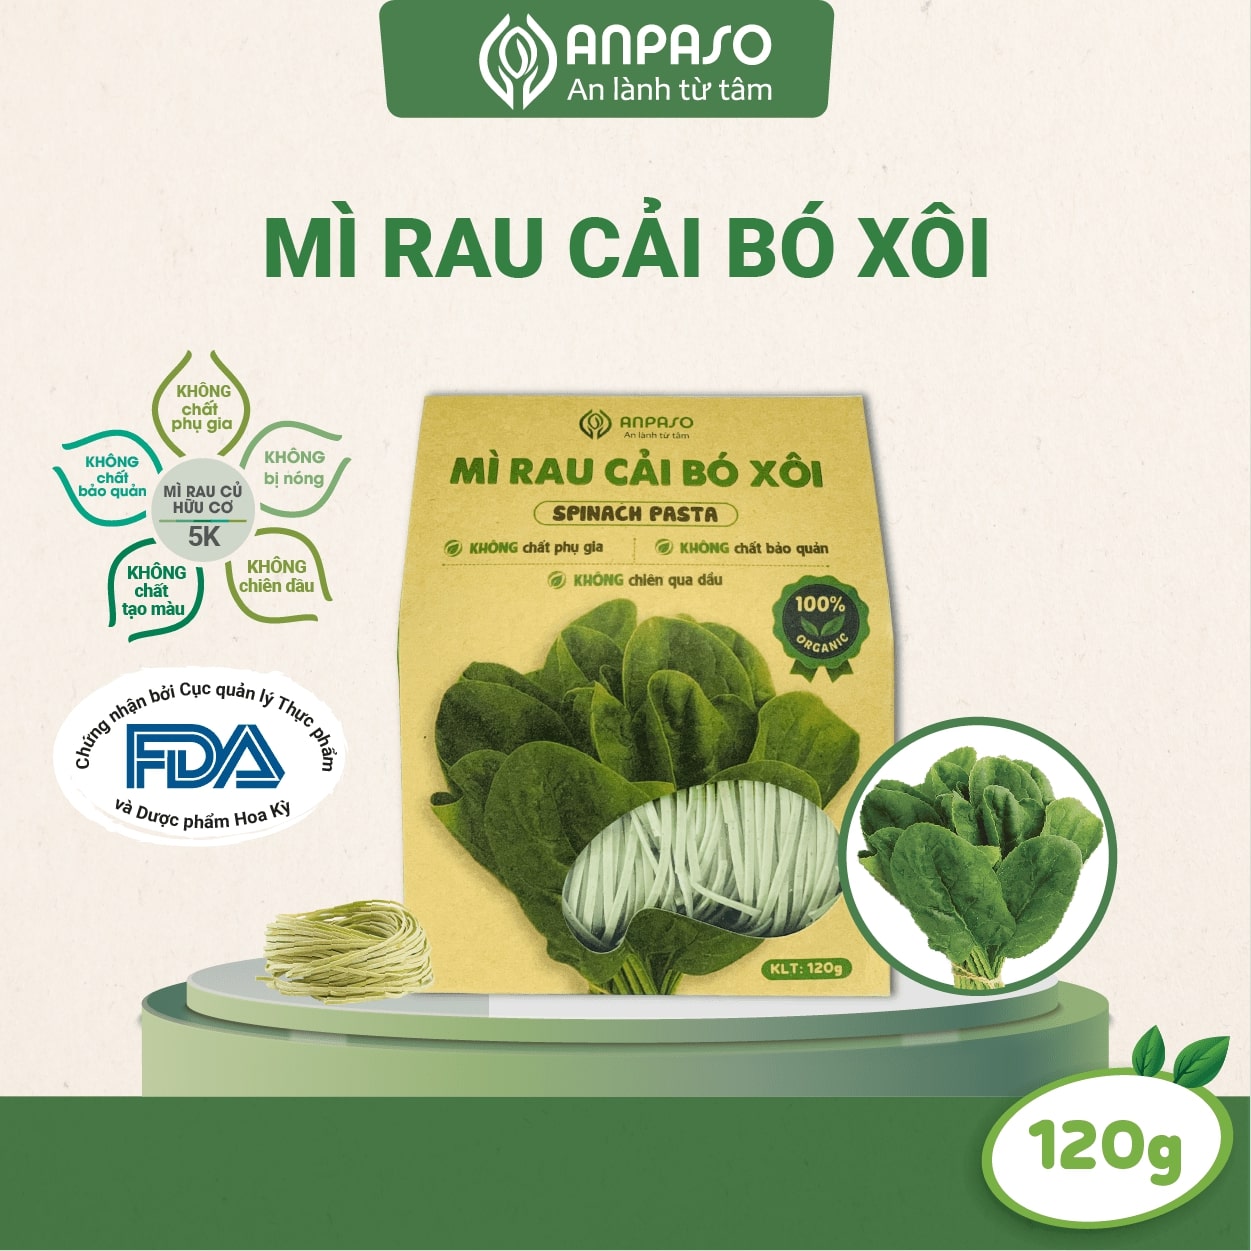 ANPASO
An lành từ tâm
MÌ RAU CẢI BÓ XÔI
KHÔNG
chất
phụ gia
KHÔNG
chất
bảo quản
KHÔNG
bị nóng
MÌ RAU CỦ
HỮU CƠ
5K
KHÔNG
chất
tạo màu
KHÔNG
chiên dầu
Chứng nhận bởi Cục quản lý Thực phẩm
FDA
và Dược phẩm Hoa Kỳ
ANPASO
An lành từ tâm
MÌ RAU CẢI BÓ XÔI
SPINACH PASTA
KHÔNG chất phụ gia
KHÔNG chất bảo quản
KHÔNG chiên qua dầu
100%
ORGANIC
KLT: 120g
120g